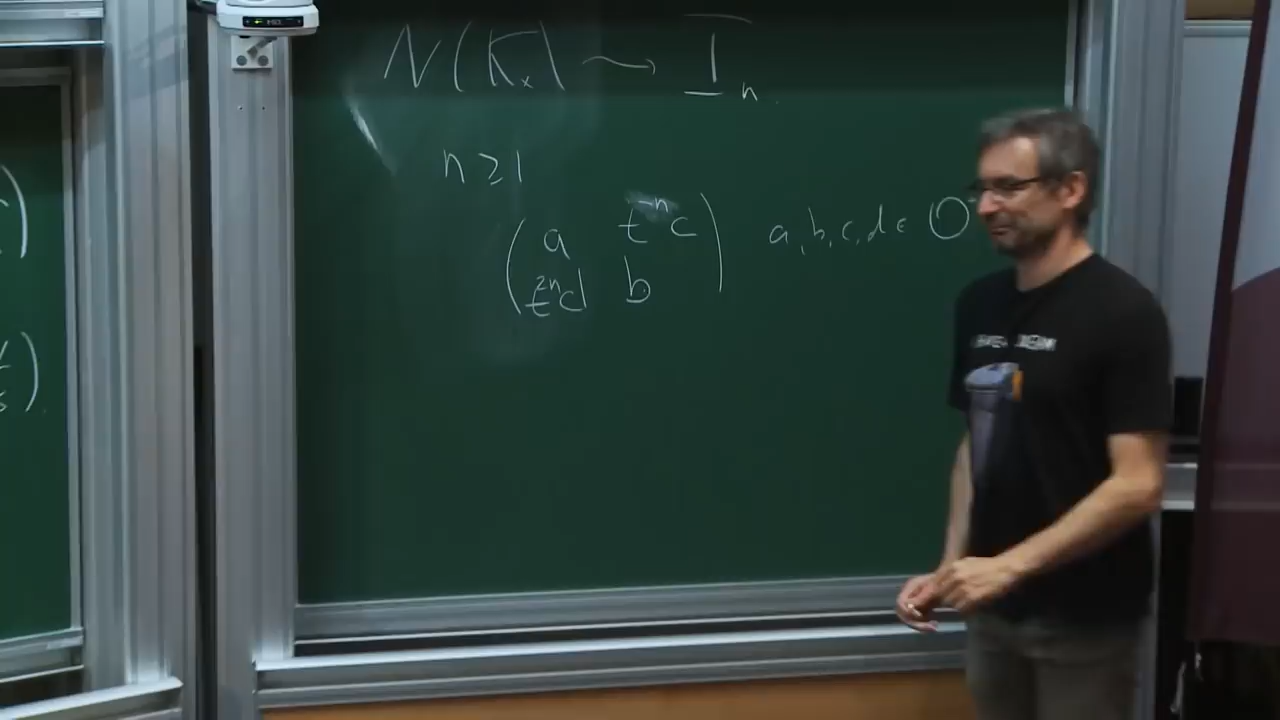 N(K_x) ⇝ I_n
n ≥ 1
( a t^{-n}c )
( t^{2n}d b ) a, b, c, d ∈ O